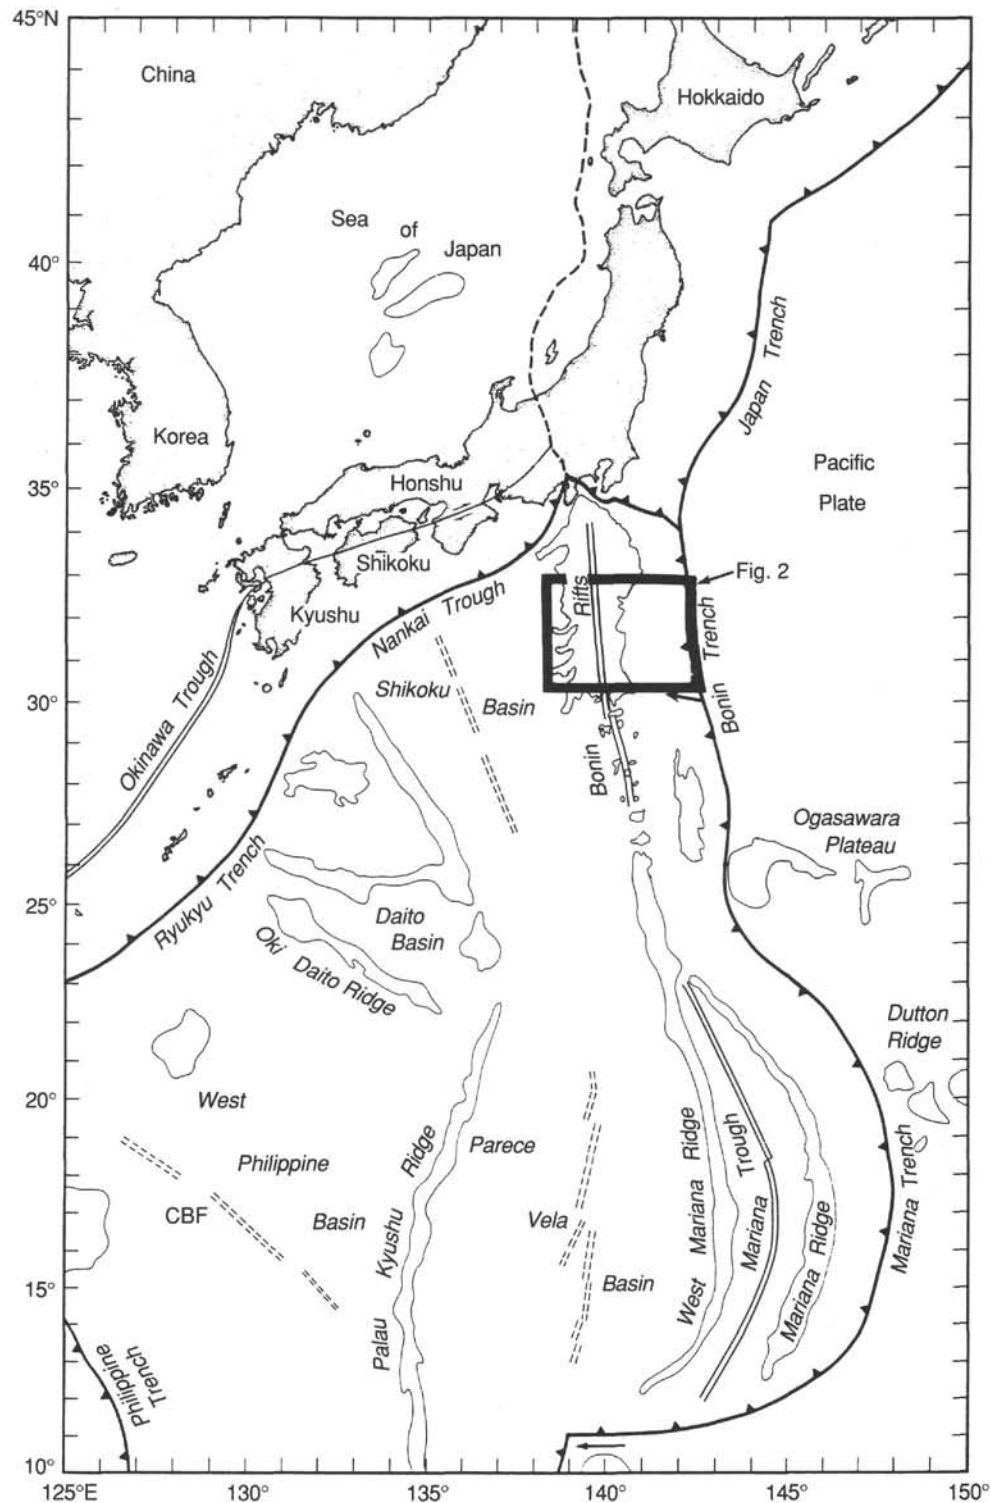 45°N
China
Hokkaido
Sea of Japan
40°
Japan Trench
Korea
Pacific
Plate
35°
Honshu
Shikoku
Fig. 2
Kyushu
Rifts
Trench
Nankai Trough
Okinawa Trough
Shikoku
Basin
30°
Bonin
Bonin
Ogasawara
Plateau
Ryukyu Trench
25°
Daito
Basin
Oki Daito Ridge
Dutton
Ridge
20°
West
Ridge
Parece
Ridge
Trough
Mariana Trench
Philippine
CBF
Basin
Vela
Kyushu
Mariana
Mariana
Mariana Ridge
15°
Basin
West
Palau
Philippine
Trench
10°
125°E
130°
135°
140°
145°
150°